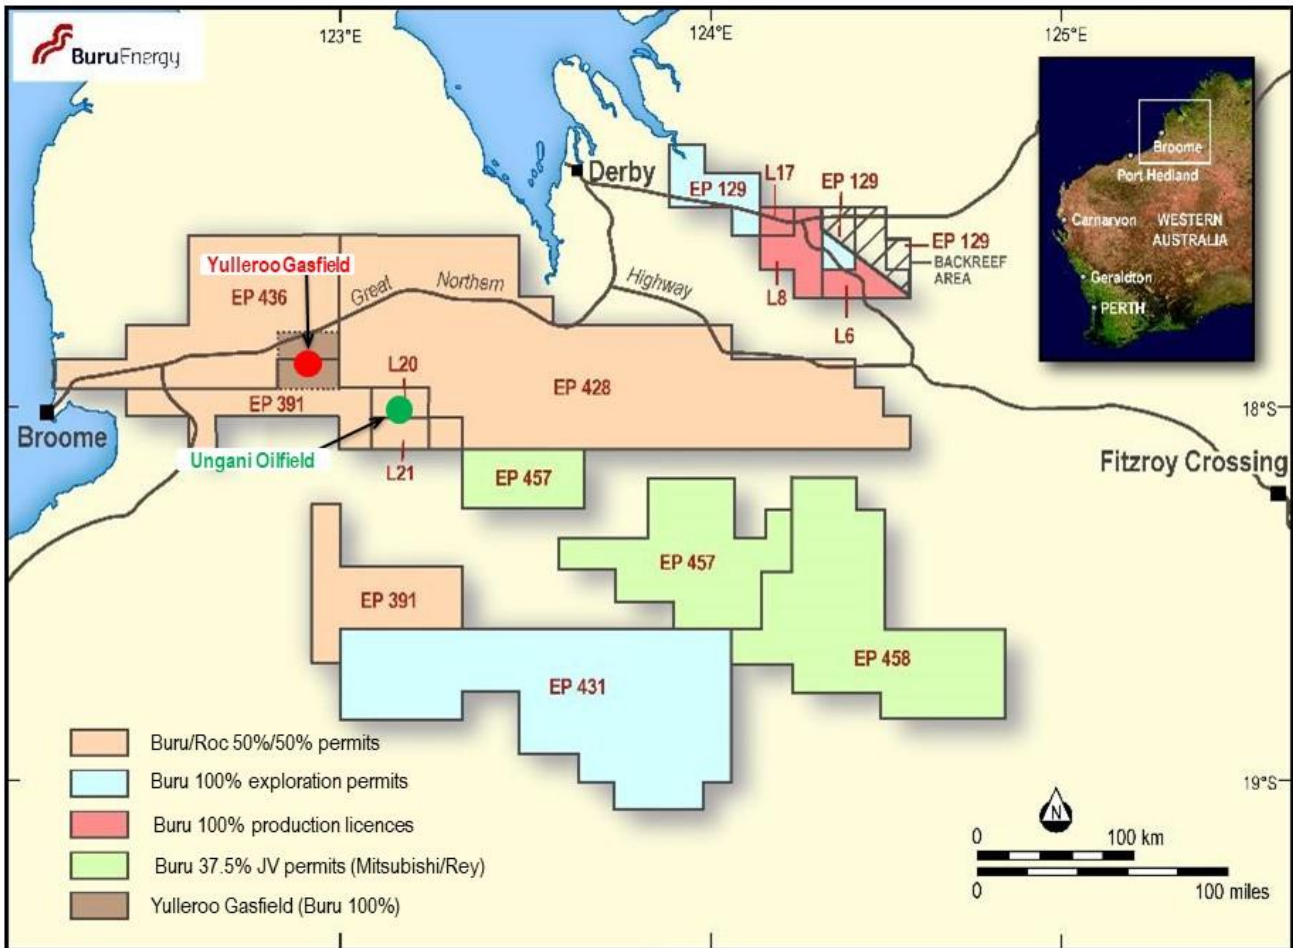 BuruEnergy
123°E
124°E
125°E
Broome
Port Hedland
Carnarvon
WESTERN
AUSTRALIA
Geraldton
PERTH
Derby
EP 129
L17
EP 129
EP 129
BACKREEF
AREA
L8
L6
Yulleroo Gasfield
EP 436
Great Northern Highway
L20
EP 428
EP 391
18°S
Broome
Ungani Oilfield
L21
EP 457
Fitzroy Crossing
EP 457
EP 391
EP 458
EP 431
Buru/Roc 50%/50% permits
Buru 100% exploration permits
Buru 100% production licences
Buru 37.5% JV permits (Mitsubishi/Rey)
Yulleroo Gasfield (Buru 100%)
19°S
N
0 100 km
0 100 miles